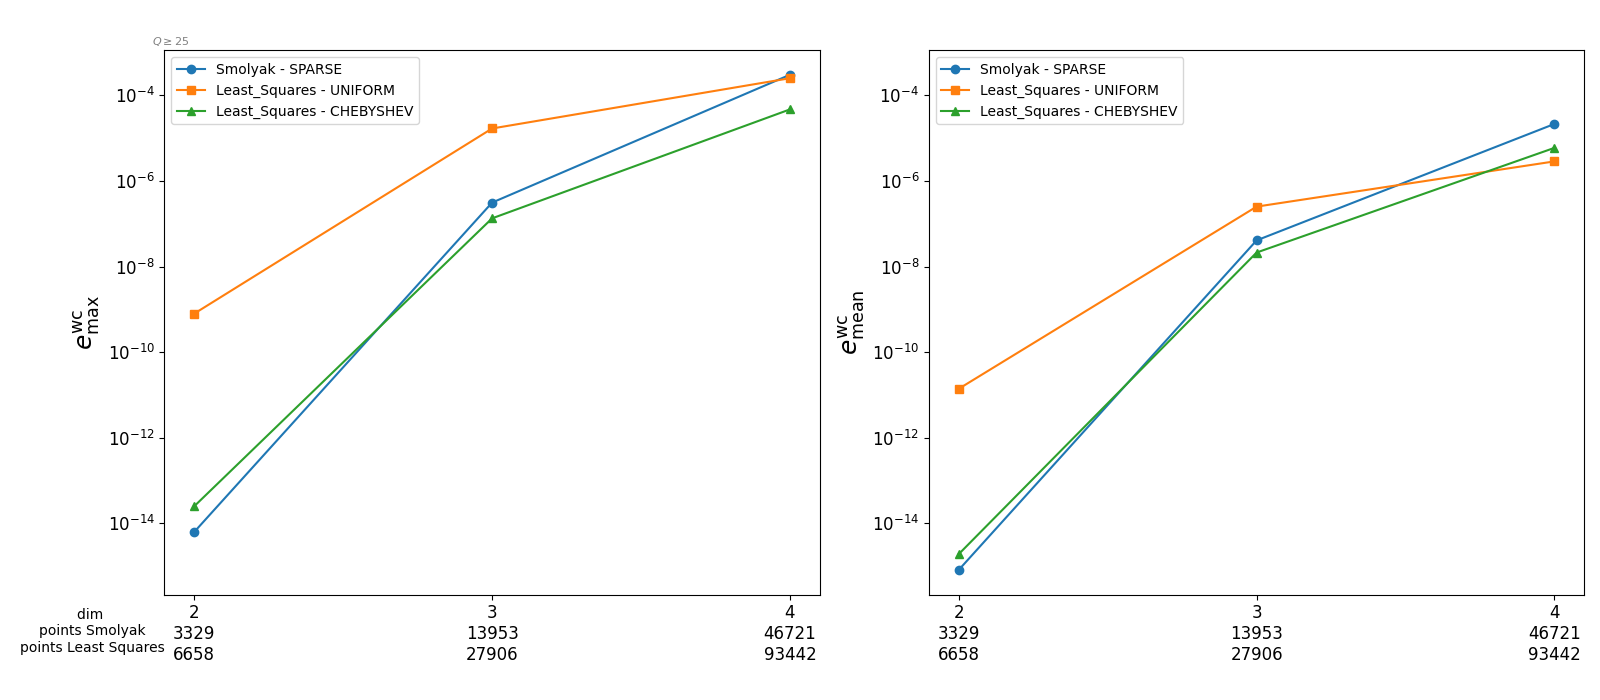 Q ≥ 25
Smolyak - SPARSE
Least_Squares - UNIFORM
Least_Squares - CHEBYSHEV
10⁻⁴
10⁻⁶
10⁻⁸
10⁻¹⁰
10⁻¹²
10⁻¹⁴
e^wc_max
dim 2 3 4
points Smolyak 3329 13953 46721
points Least Squares 6658 27906 93442
Smolyak - SPARSE
Least_Squares - UNIFORM
Least_Squares - CHEBYSHEV
10⁻⁴
10⁻⁶
10⁻⁸
10⁻¹⁰
10⁻¹²
10⁻¹⁴
e^wc_mean
2 3 4
3329 13953 46721
6658 27906 93442